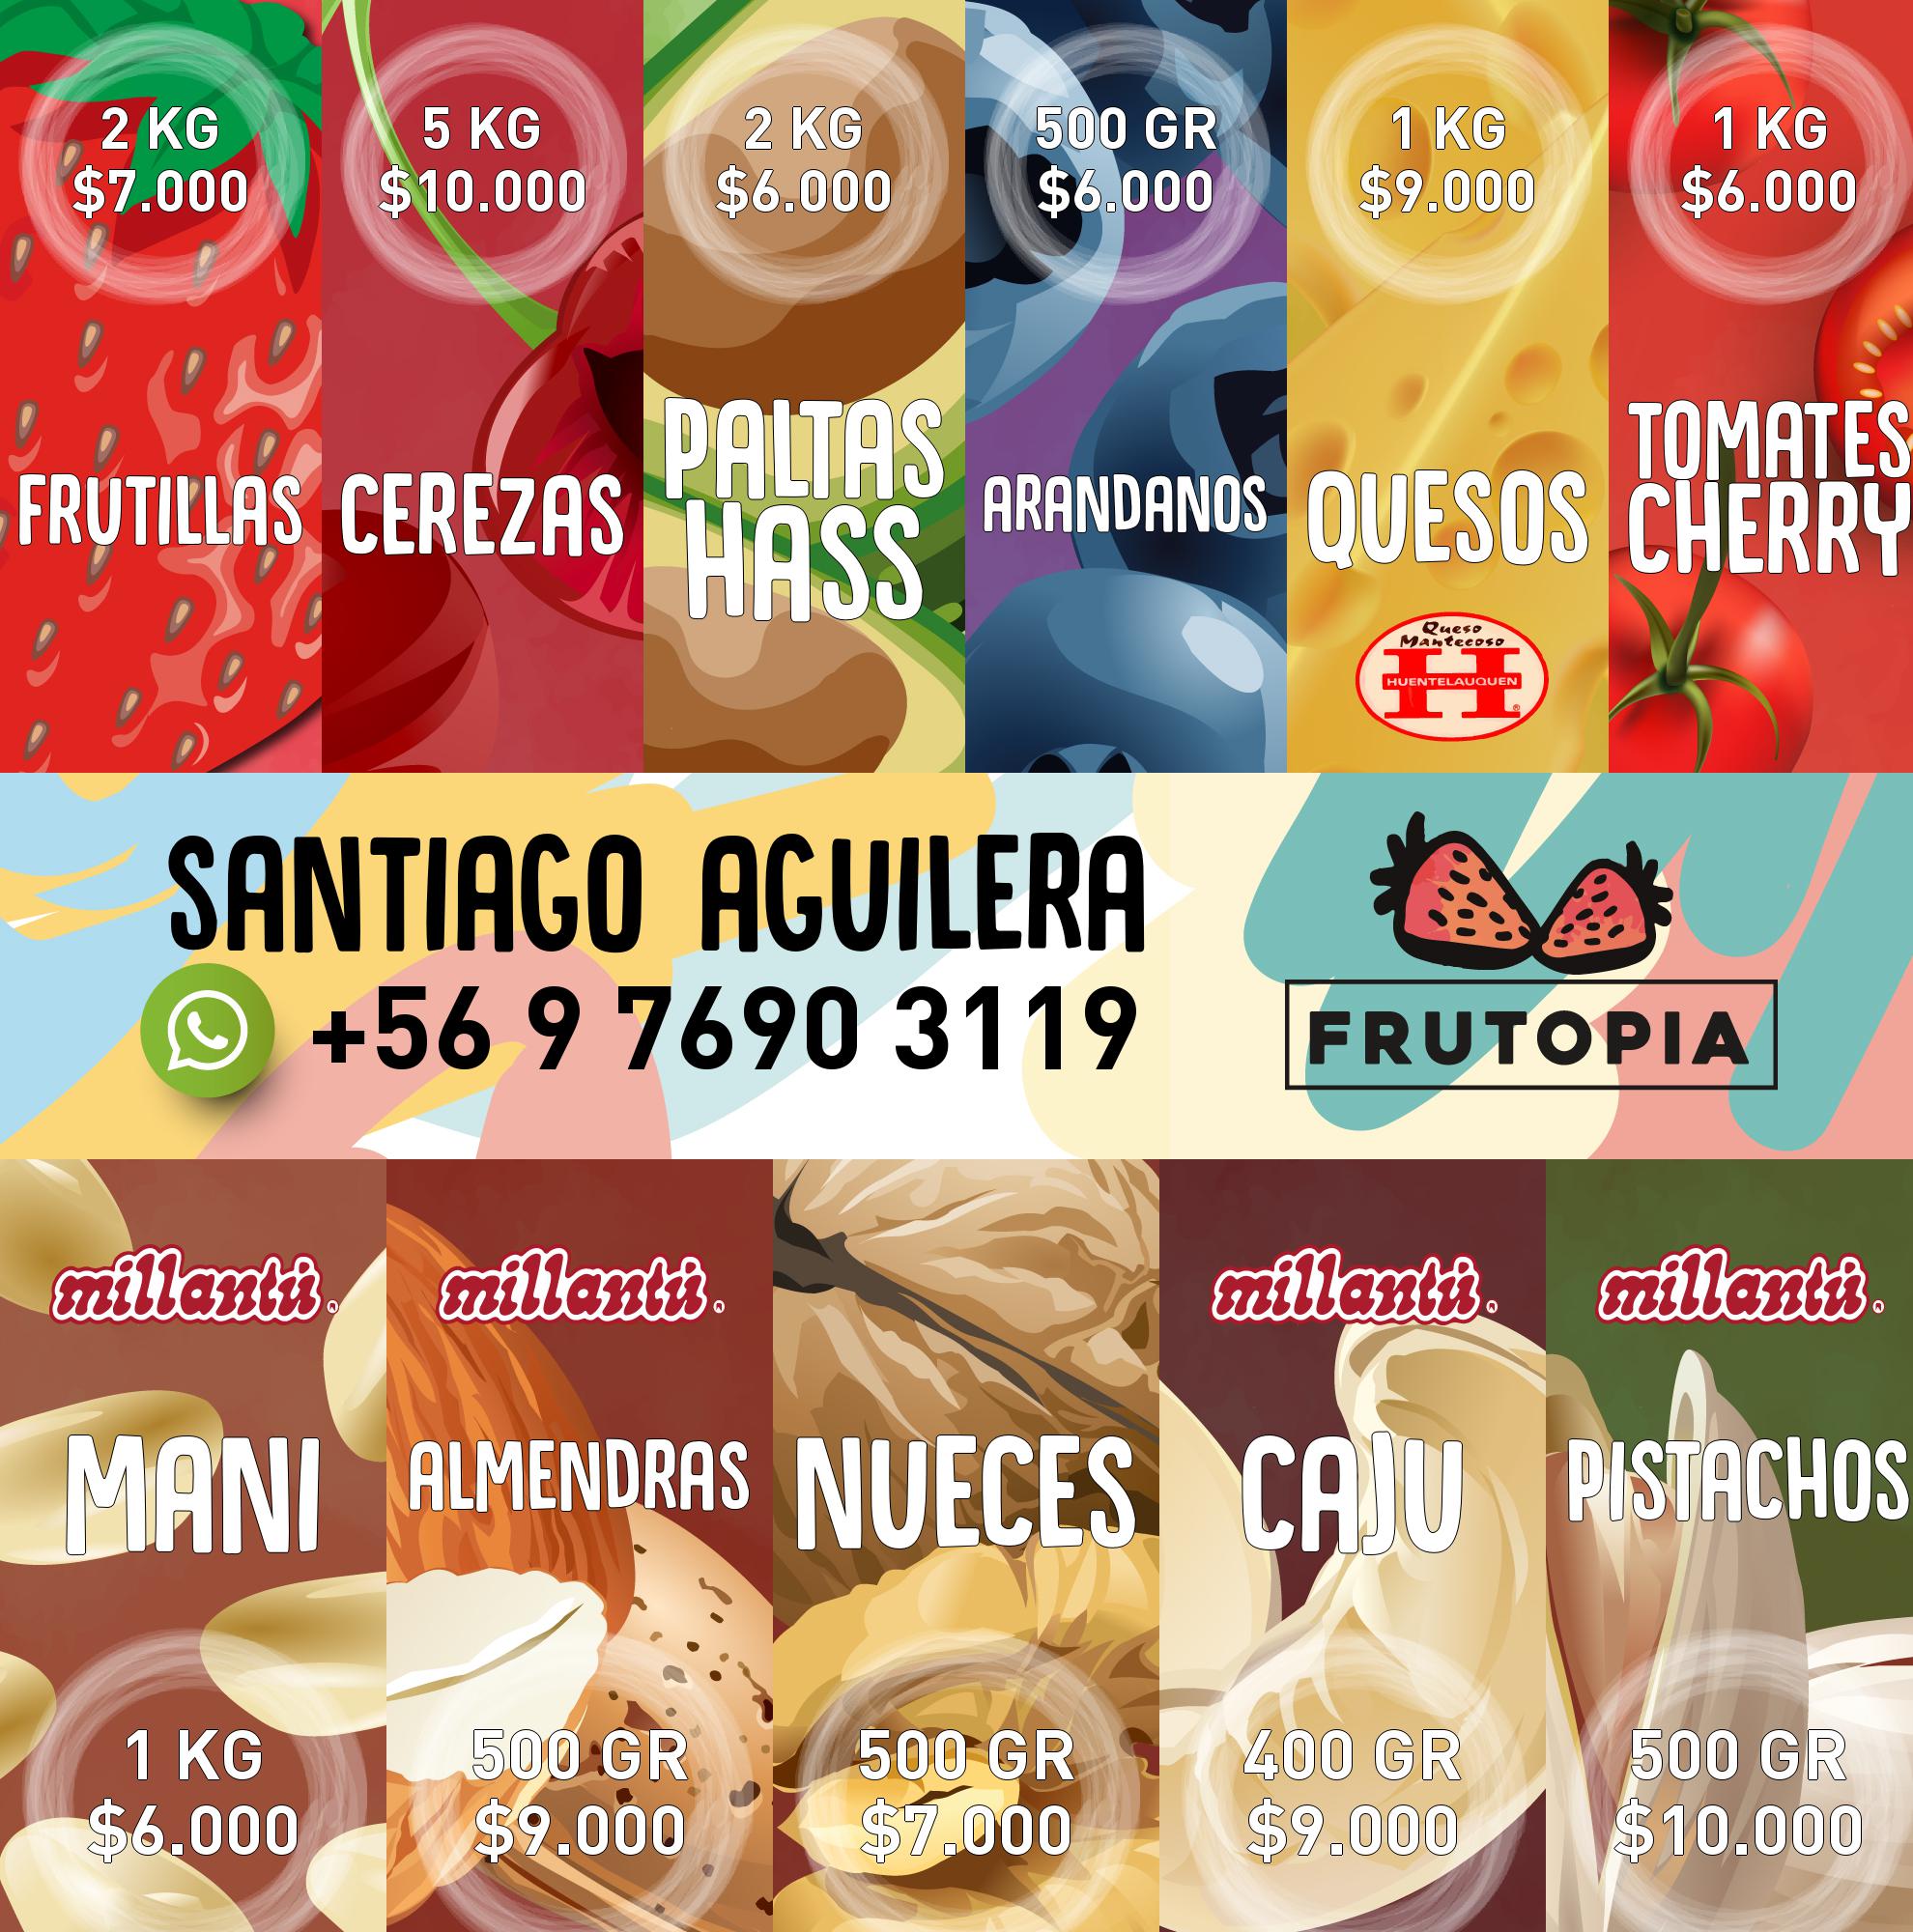 2 KG
$7.000
FRUTILLAS
5 KG
$10.000
CEREZAS
2 KG
$6.000
PALTAS
HASS
500 GR
$6.000
ARANDANOS
1 KG
$9.000
QUESOS
Queso
Mantecoso
H
HUENTELAUQUEN
®
1 KG
$6.000
TOMATES
CHERRY
SANTIAGO AGUILERA
+56 9 7690 3119
FRUTOPIA
millantú®
MANI
1 KG
$6.000
millantú®
ALMENDRAS
500 GR
$9.000
NUECES
500 GR
$7.000
millantú®
CAJU
400 GR
$9.000
millantú®
PISTACHOS
500 GR
$10.000